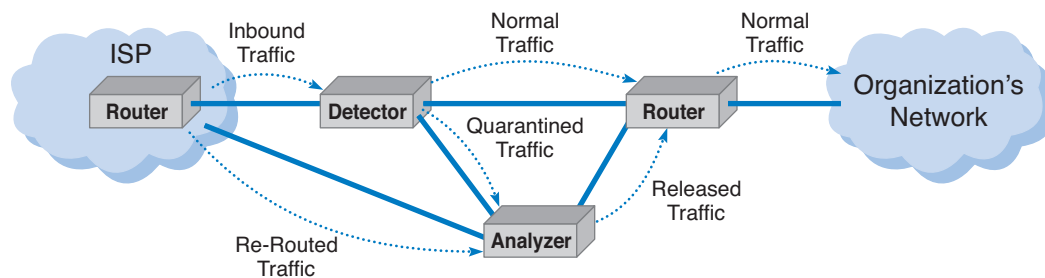 ISP
Router
Inbound
Traffic
Detector
Normal
Traffic
Router
Normal
Traffic
Organization's
Network
Quarantined
Traffic
Released
Traffic
Analyzer
Re-Routed
Traffic